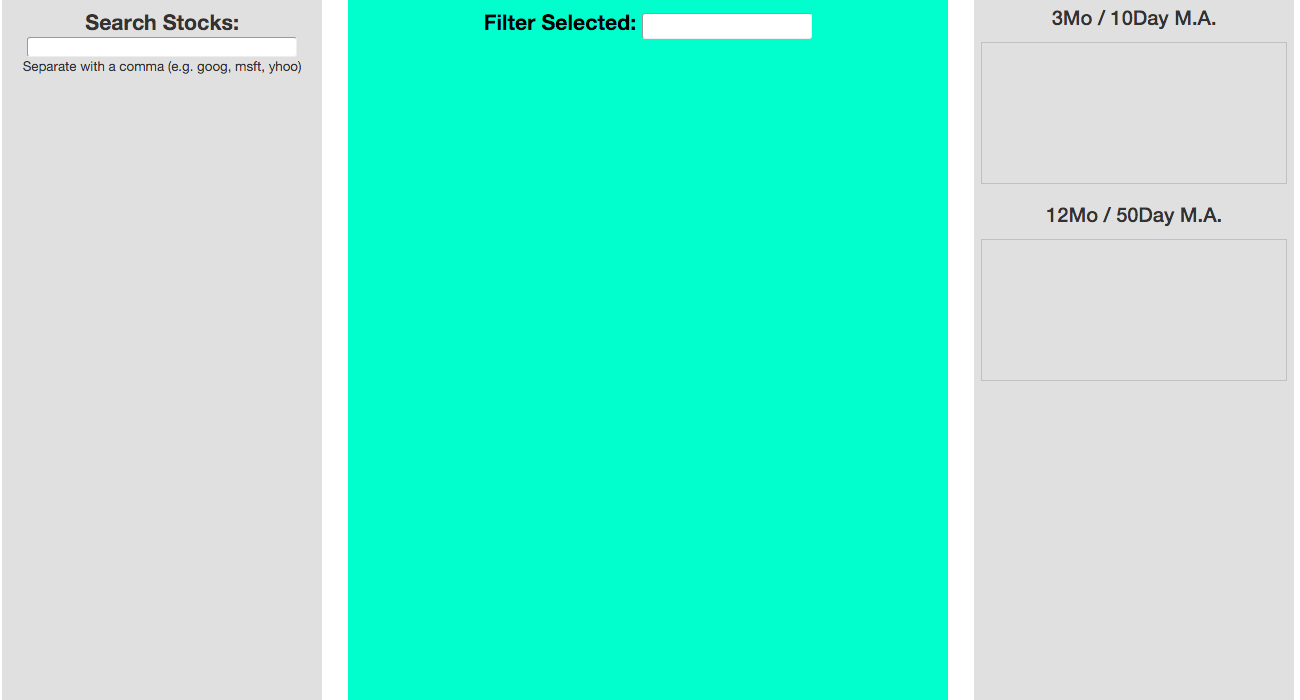 Search Stocks:
Separate with a comma (e.g. goog, msft, yhoo)
Filter Selected:
3Mo / 10Day M.A.
12Mo / 50Day M.A.